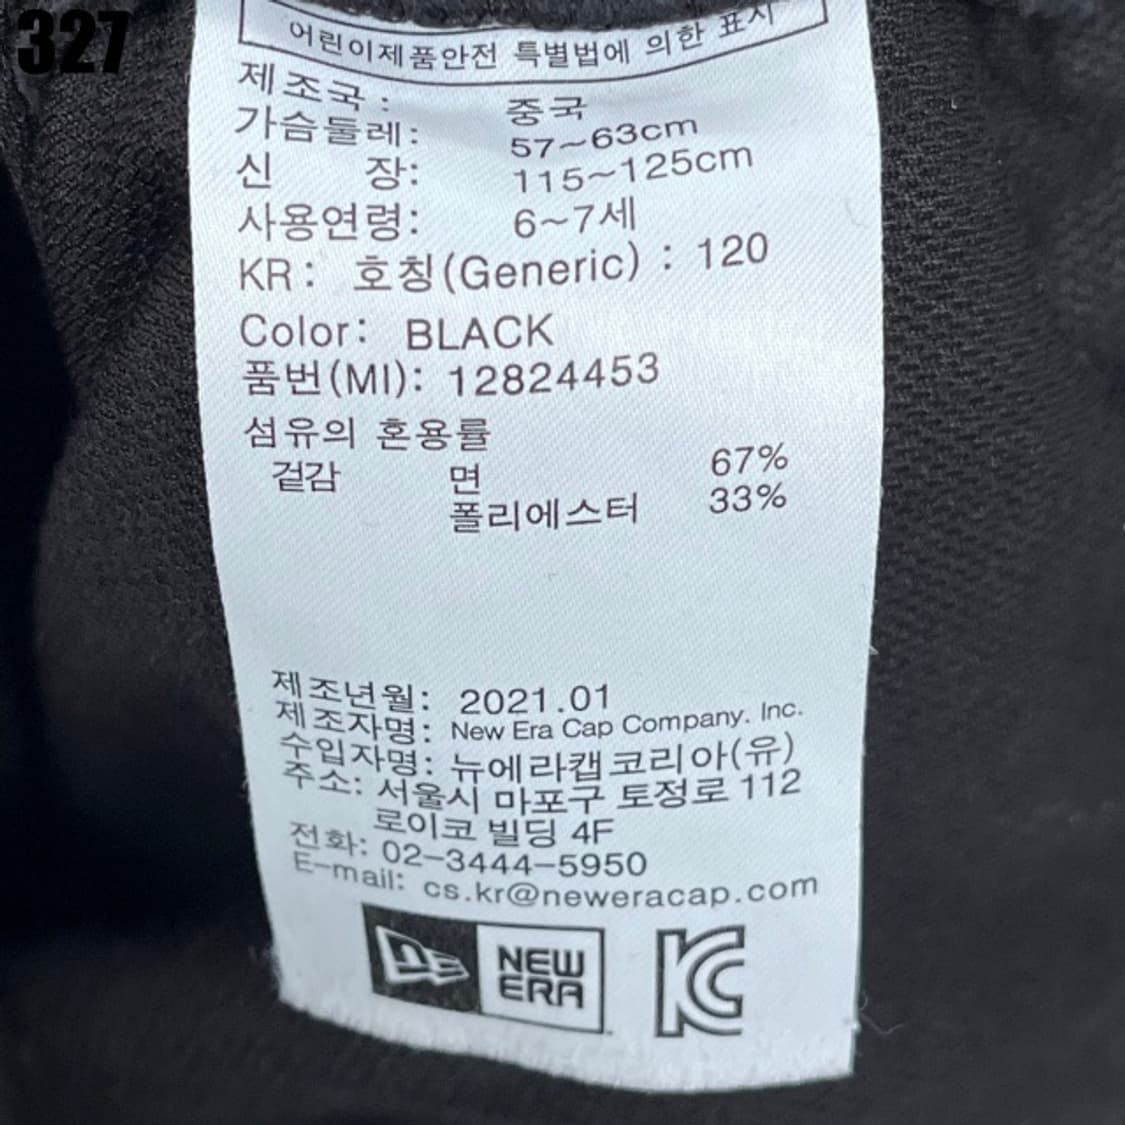 327
어린이제품안전 특별법에 의한 표시
제조국: 중국
가슴둘레: 57~63cm
신 장: 115~125cm
사용연령: 6~7세
KR: 호칭(Generic) : 120
Color: BLACK
품번(MI): 12824453
섬유의 혼용률
겉감 면 67%
폴리에스터 33%
제조년월: 2021.01
제조자명: New Era Cap Company. Inc.
수입자명: 뉴에라캡코리아(유)
주소: 서울시 마포구 토정로 112
로이코 빌딩 4F
전화: 02-3444-5950
E-mail: cs.kr@neweracap.com
NEW
ERA
KC